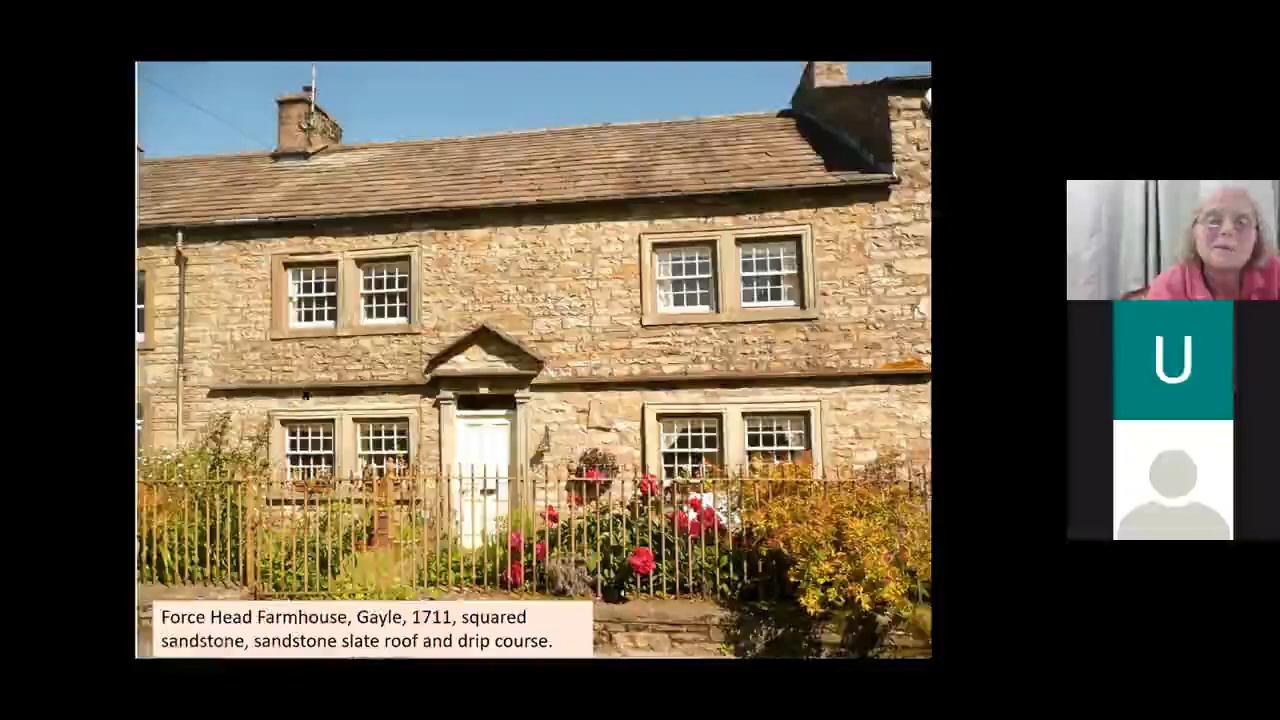 Force Head Farmhouse, Gayle, 1711, squared
sandstone, sandstone slate roof and drip course.
U